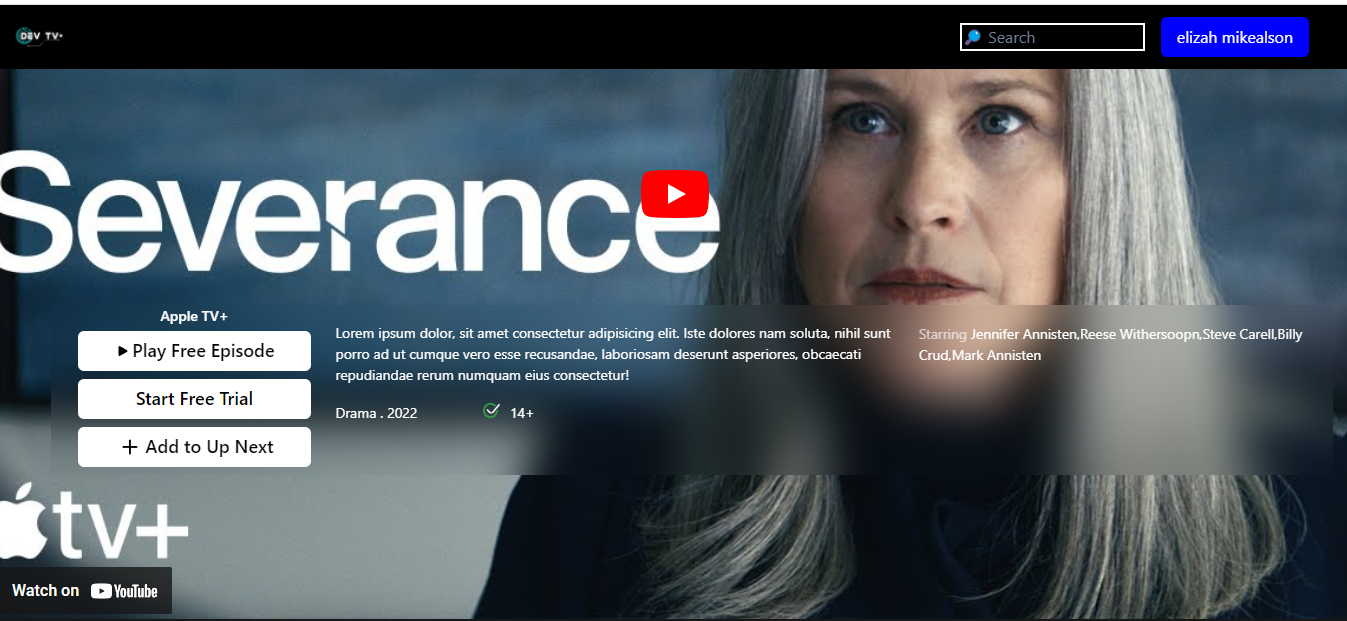 DEV TV+
Search
elizah mikealson
Severance
Apple TV+
Play Free Episode
Start Free Trial
Add to Up Next
Lorem ipsum dolor, sit amet consectetur adipisicing elit. Iste dolores nam soluta, nihil sunt
porro ad ut cumque vero esse recusandae, laboriosam deserunt asperiores, obcaecati
repudiandae rerum numquam eius consectetur!
Drama . 2022
14+
Starring Jennifer Annisten,Reese Withersoopn,Steve Carell,Billy
Crud,Mark Annisten
tv+
Watch on YouTube